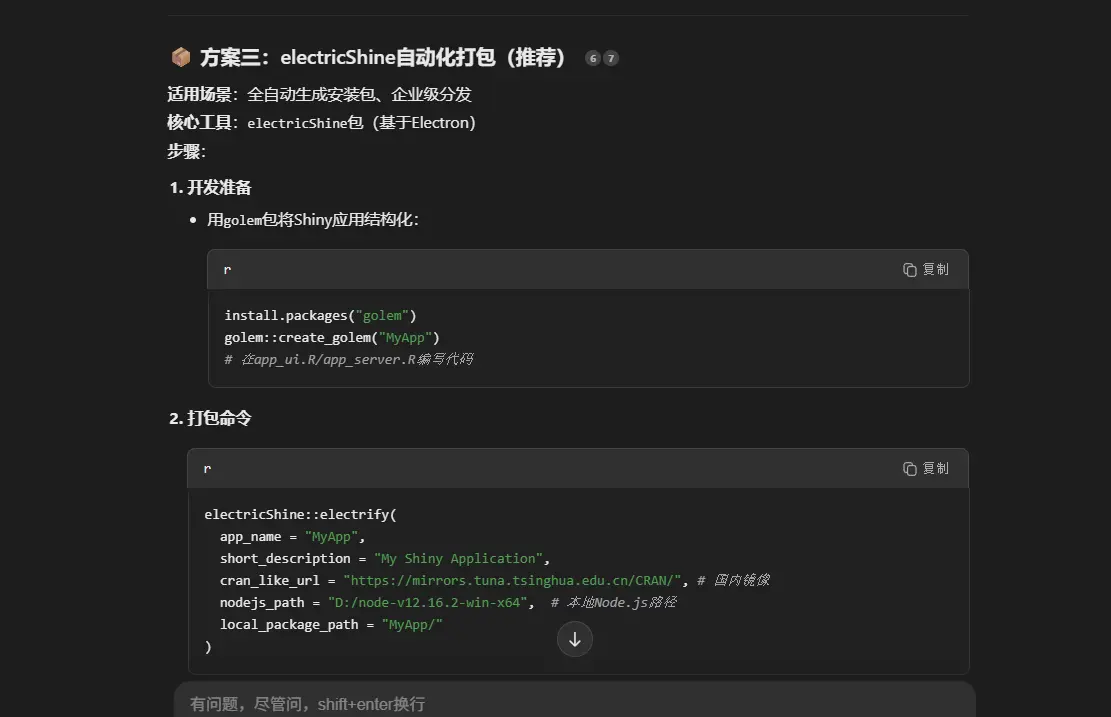 📦 方案三：electricShine自动化打包（推荐） 6 7
适用场景：全自动生成安装包、企业级分发
核心工具：electricShine包（基于Electron）
步骤：
1. 开发准备
• 用golem包将Shiny应用结构化：
r 复制
install.packages("golem")
golem::create_golem("MyApp")
# 在app_ui.R/app_server.R编写代码
2. 打包命令
r 复制
electricShine::electrify(
  app_name = "MyApp",
  short_description = "My Shiny Application",
  cran_like_url = "https://mirrors.tuna.tsinghua.edu.cn/CRAN/", # 国内镜像
  nodejs_path = "D:/node-v12.16.2-win-x64",  # 本地Node.js路径
  local_package_path = "MyApp/"
)
有问题，尽管问，shift+enter换行